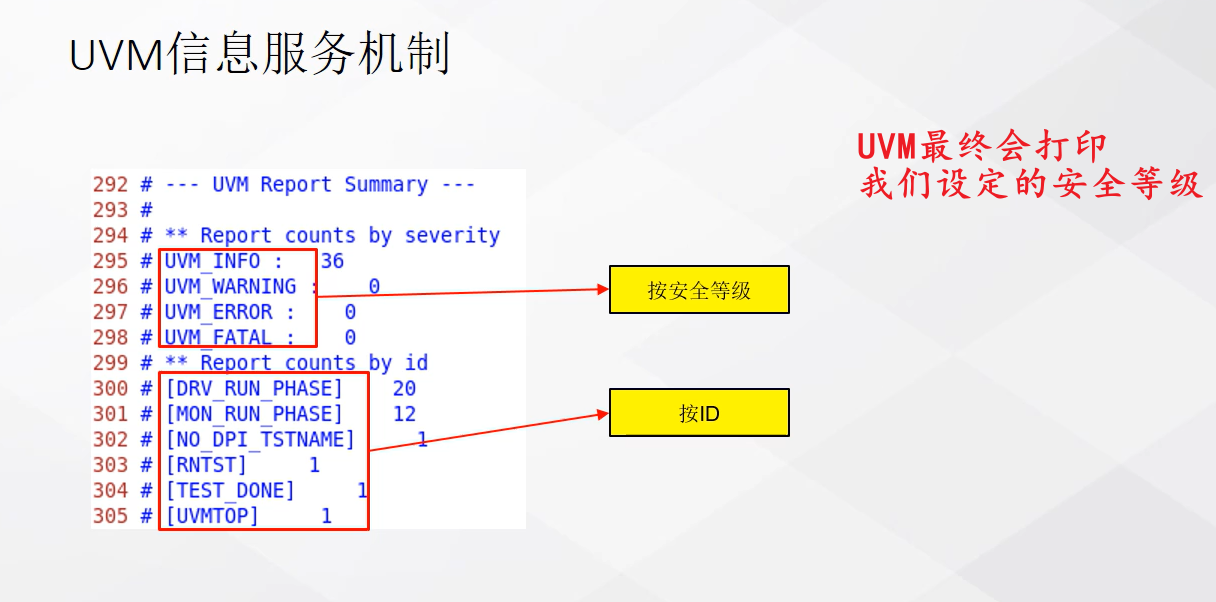 UVM信息服务机制
UVM最终会打印
我们设定的安全等级
292 # --- UVM Report Summary ---
293 #
294 # ** Report counts by severity
295 # UVM_INFO :   36
296 # UVM_WARNING :    0
297 # UVM_ERROR :    0
298 # UVM_FATAL :    0
299 # ** Report counts by id
300 # [DRV_RUN_PHASE]    20
301 # [MON_RUN_PHASE]    12
302 # [NO_DPI_TSTNAME]     1
303 # [RNTST]     1
304 # [TEST_DONE]     1
305 # [UVMTOP]     1
按安全等级
按ID